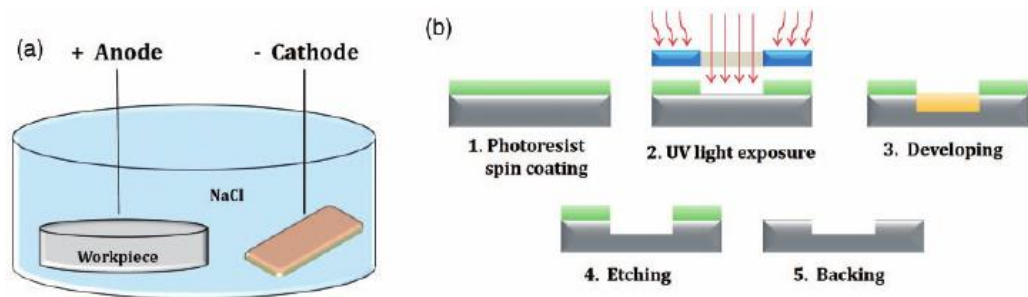 (a)
+ Anode
- Cathode
NaCl
Workpiece
(b)
1. Photoresist
spin coating
2. UV light exposure
3. Developing
4. Etching
5. Backing